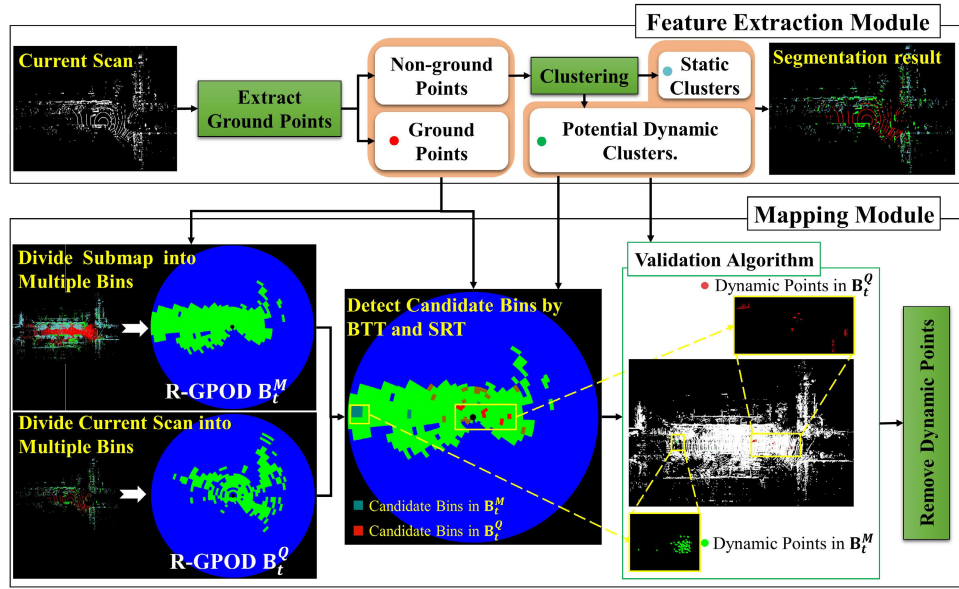 Feature Extraction Module
Current Scan
Extract
Ground Points
Non-ground
Points
Ground
Points
Clustering
Static
Clusters
Potential Dynamic
Clusters.
Segmentation result
Mapping Module
Divide Submap into
Multiple Bins
R-GPOD B_t^M
Divide Current Scan into
Multiple Bins
R-GPOD B_t^Q
Detect Candidate Bins by
BTT and SRT
Candidate Bins in B_t^M
Candidate Bins in B_t^Q
Validation Algorithm
Dynamic Points in B_t^Q
Dynamic Points in B_t^M
Remove Dynamic Points